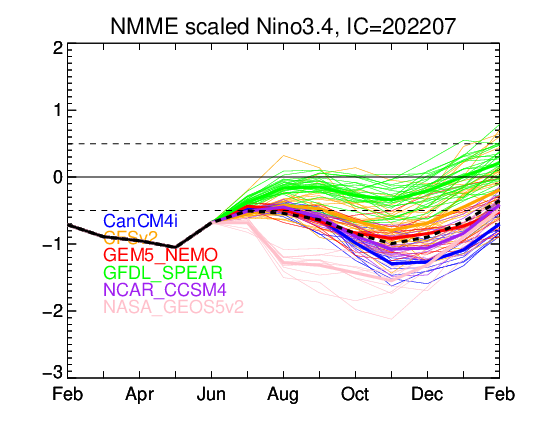 NMME scaled Nino3.4, IC=202207
2
1
0
CanCM4i
CFSv2
−1
GEM5_NEMO
GFDL_SPEAR
NCAR_CCSM4
−2
NASA_GEOS5v2
−3
Feb Apr Jun Aug Oct Dec Feb